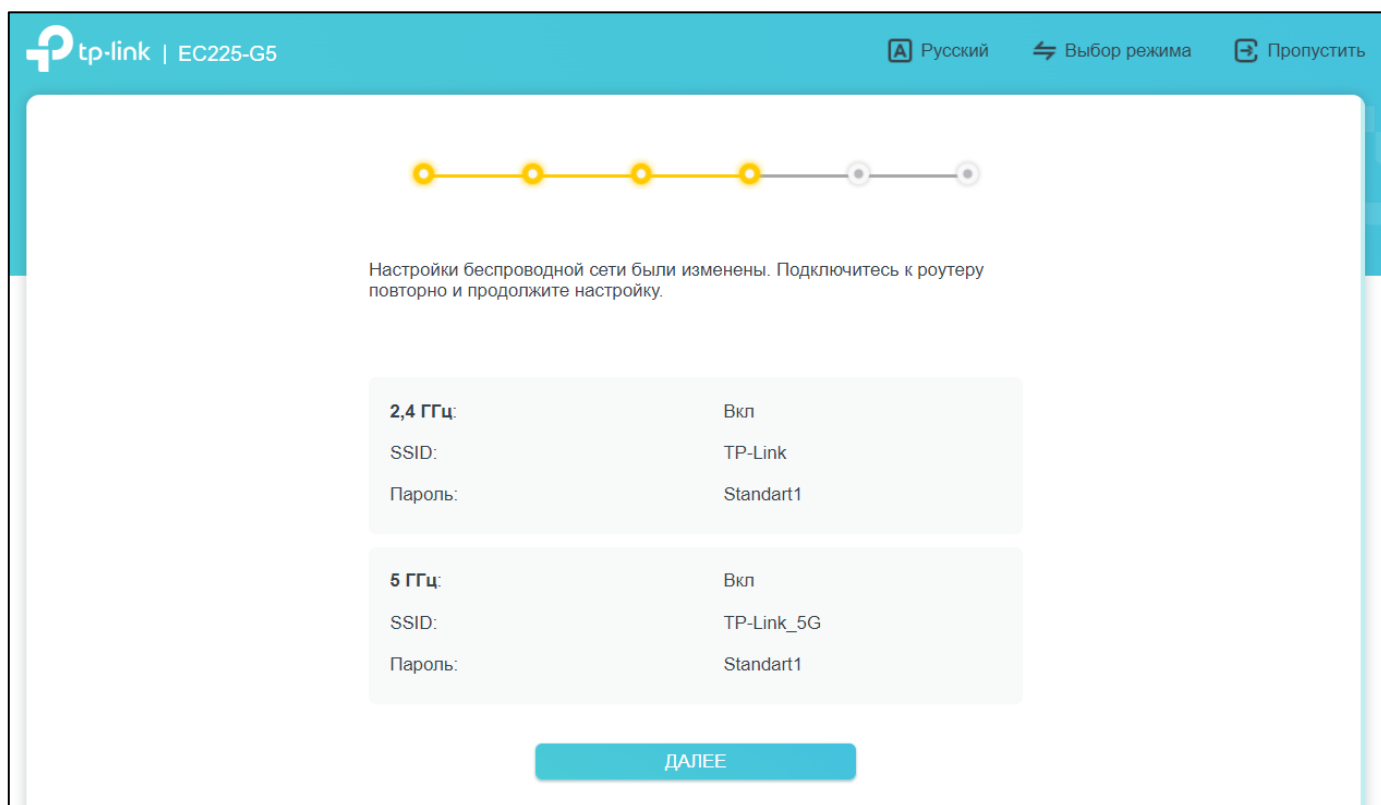 tp-link | EC225-G5
Русский
Выбор режима
Пропустить
Настройки беспроводной сети были изменены. Подключитесь к роутеру
повторно и продолжите настройку.
2,4 ГГц: Вкл
SSID: TP-Link
Пароль: Standart1
5 ГГц: Вкл
SSID: TP-Link_5G
Пароль: Standart1
ДАЛЕЕ